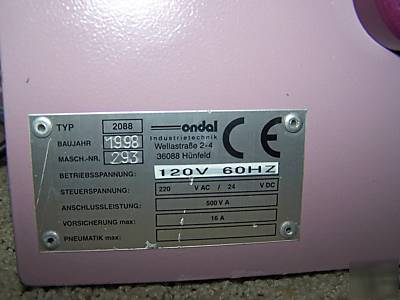 TYP 2088
BAUJAHR 1998
MASCH.-NR. 293
ondal
Industrietechnik
Wellastraße 2-4
36088 Hünfeld
CE
BETRIEBSSPANNUNG: 120V 60HZ
STEUERSPANNUNG: 220 V AC / 24 V DC
ANSCHLUSSLEISTUNG: 500 V A
VORSICHERUNG max: 16 A
PNEUMATIK max: